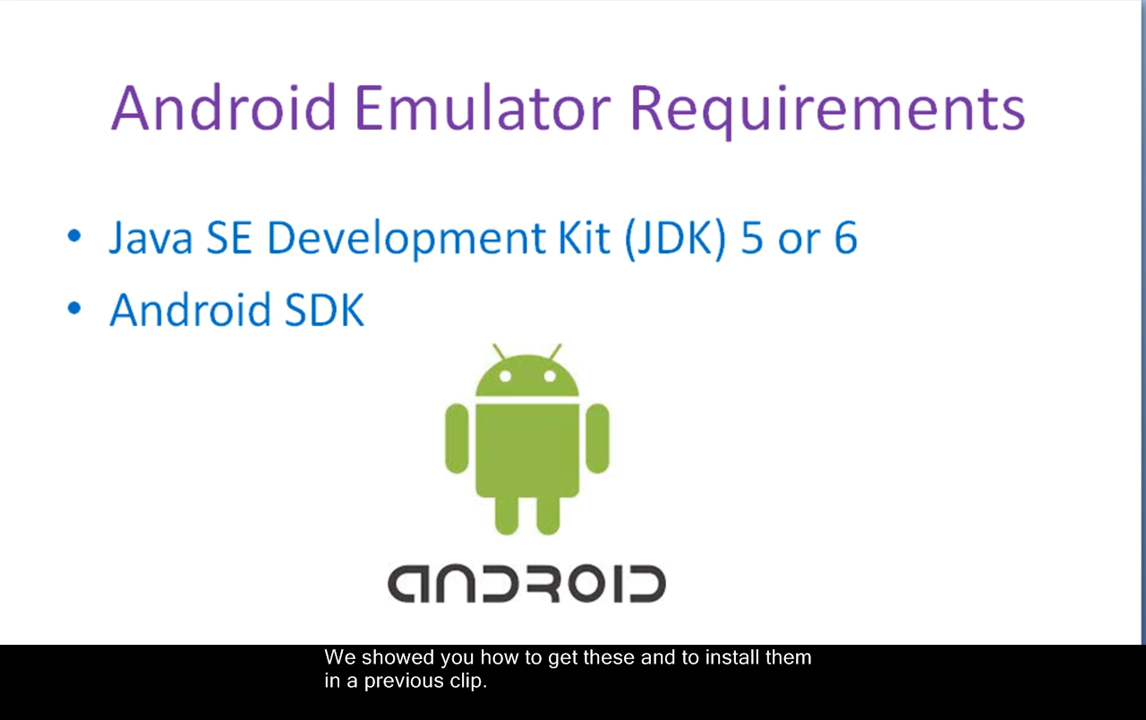 Android Emulator Requirements
• Java SE Development Kit (JDK) 5 or 6
• Android SDK
ANDROID
We showed you how to get these and to install them
in a previous clip.